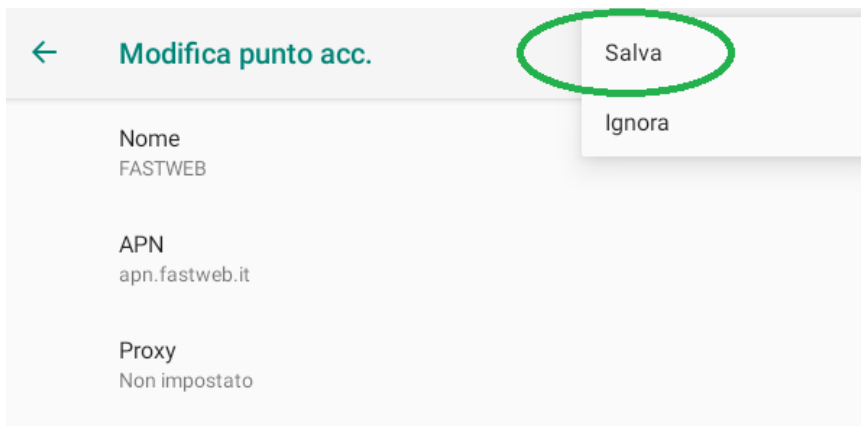 Modifica punto acc.
Salva
Ignora
Nome
FASTWEB
APN
apn.fastweb.it
Proxy
Non impostato